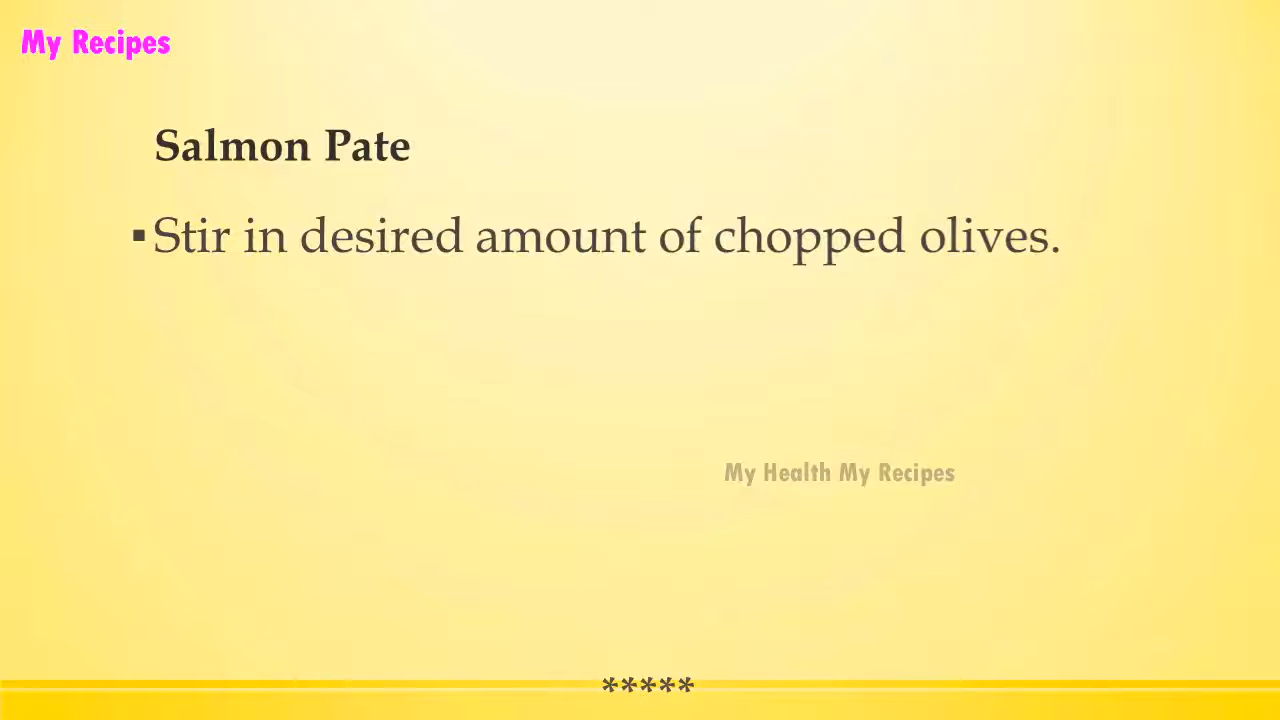 My Recipes
Salmon Pate
▪Stir in desired amount of chopped olives.
My Health My Recipes
*****